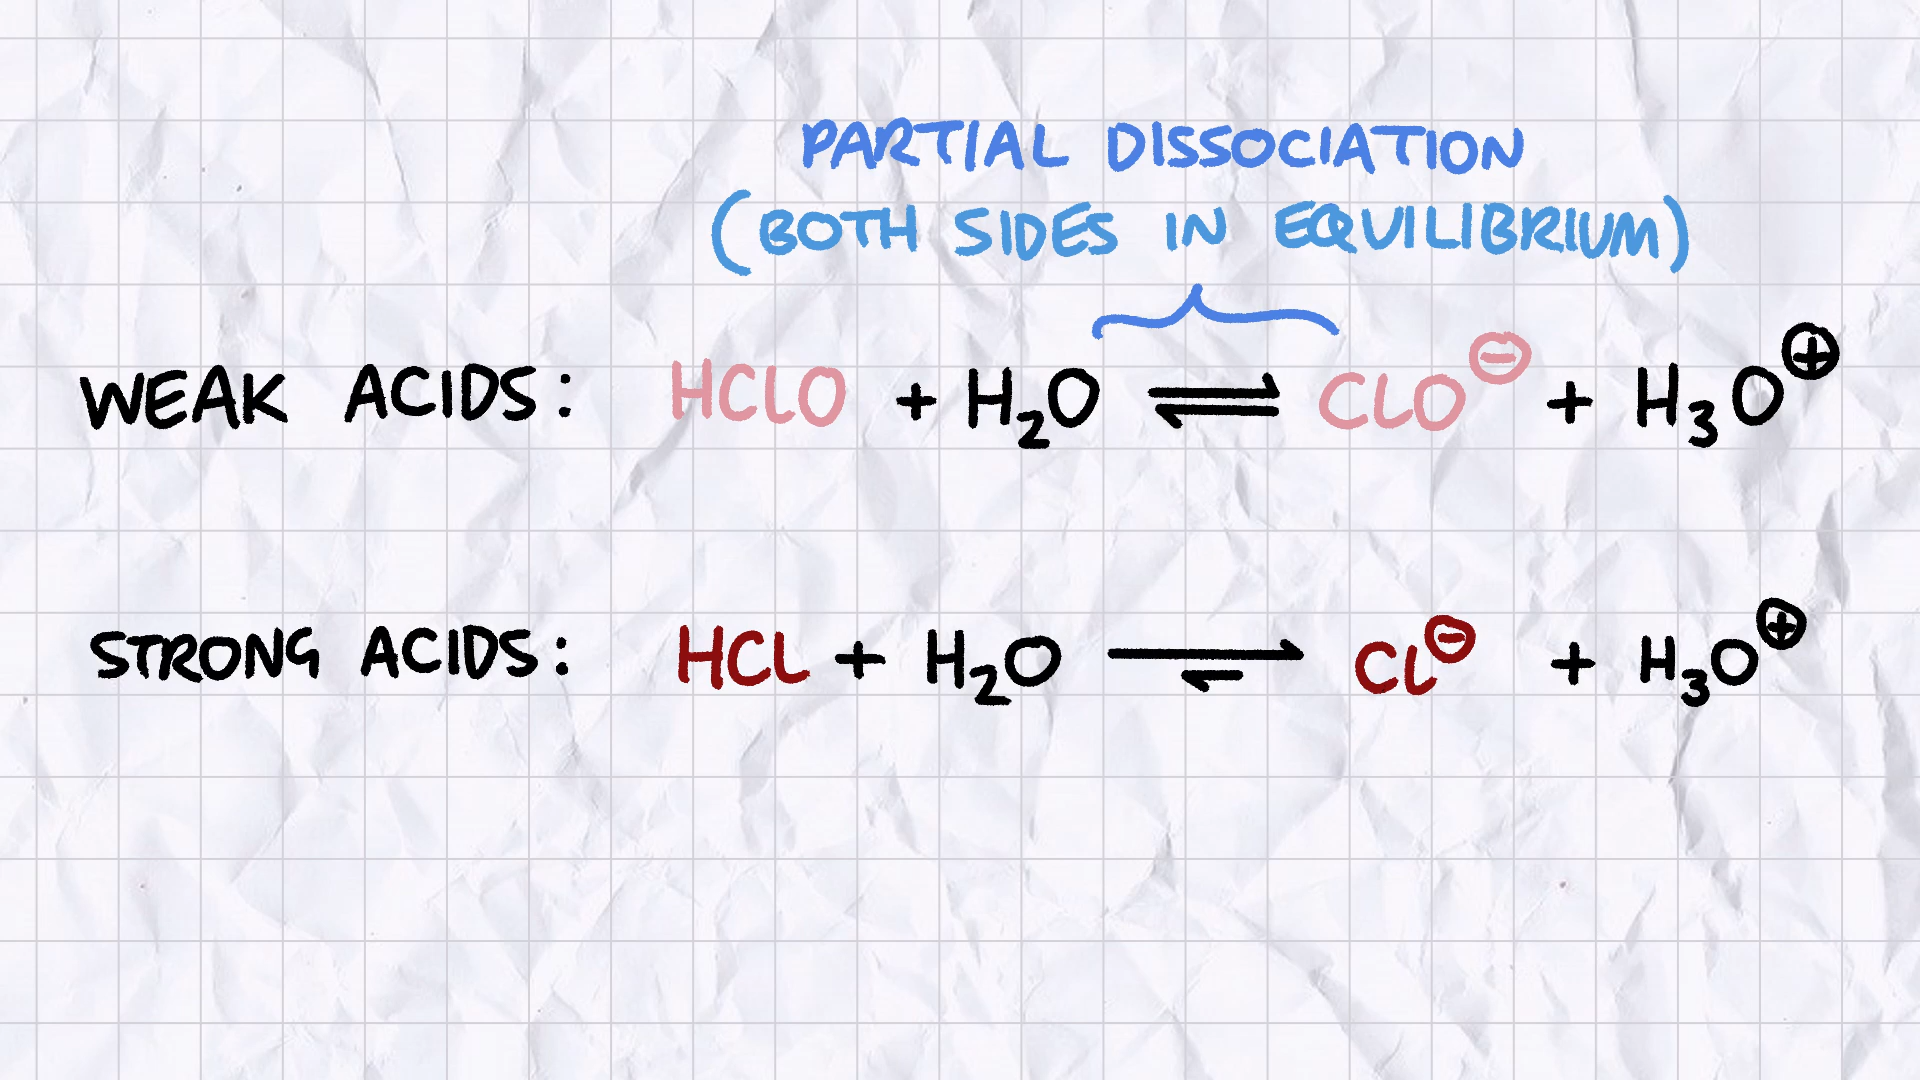 PARTIAL DISSOCIATION
(BOTH SIDES IN EQUILIBRIUM)
WEAK ACIDS: HCLO + H₂O ⇌ CLO⊖ + H₃O⊕
STRONG ACIDS: HCl + H₂O ⇌ Cl⊖ + H₃O⊕